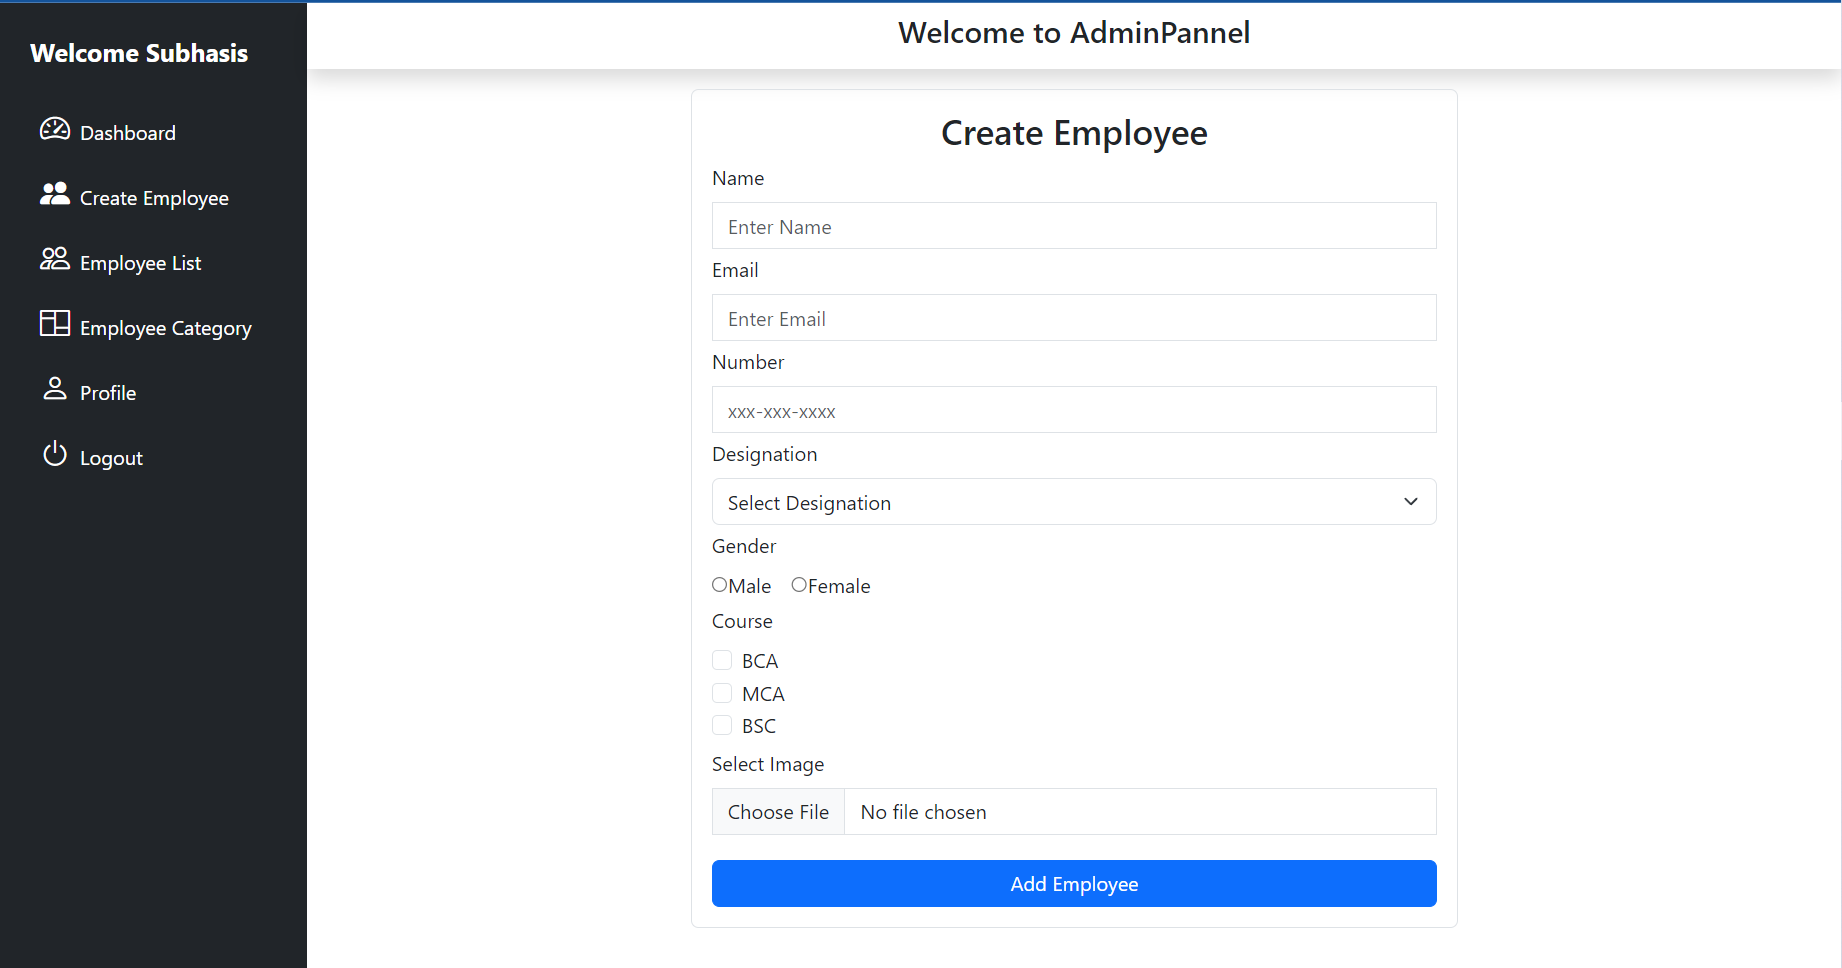 Welcome Subhasis
Dashboard
Create Employee
Employee List
Employee Category
Profile
Logout
Welcome to AdminPannel
Create Employee
Name
Enter Name
Email
Enter Email
Number
xxx-xxx-xxxx
Designation
Select Designation
Gender
Male Female
Course
BCA
MCA
BSC
Select Image
Choose File No file chosen
Add Employee